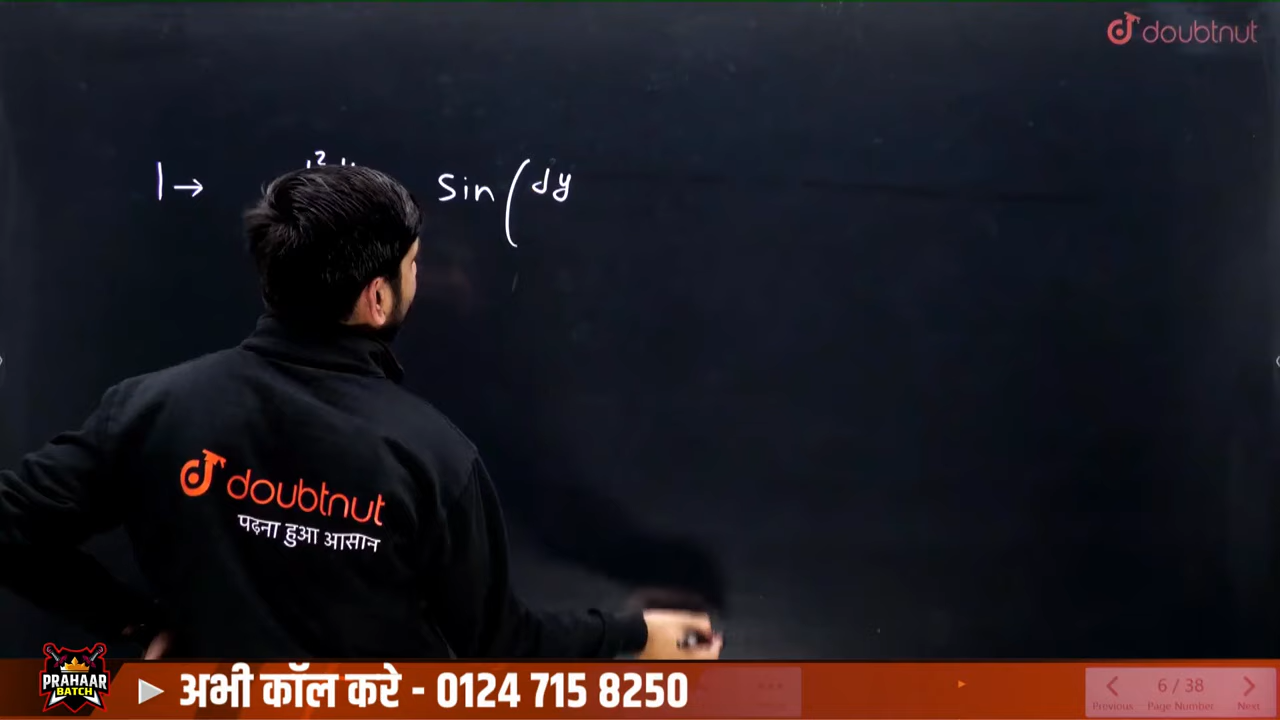 doubtnut
1→ Sin (dy
doubtnut
पढ़ना हुआ आसान
PRAHAAR
BATCH
अभी कॉल करे - 0124 715 8250
6 / 38
Previous Page Number Next